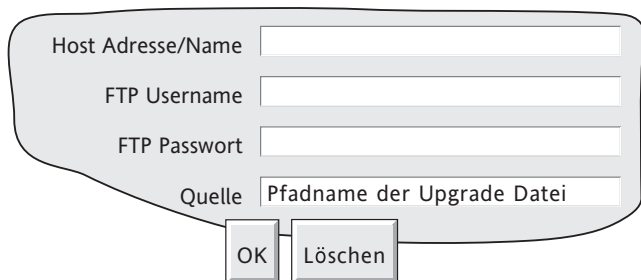 Host Adresse/Name
FTP Username
FTP Passwort
Quelle Pfadname der Upgrade Datei
OK Löschen